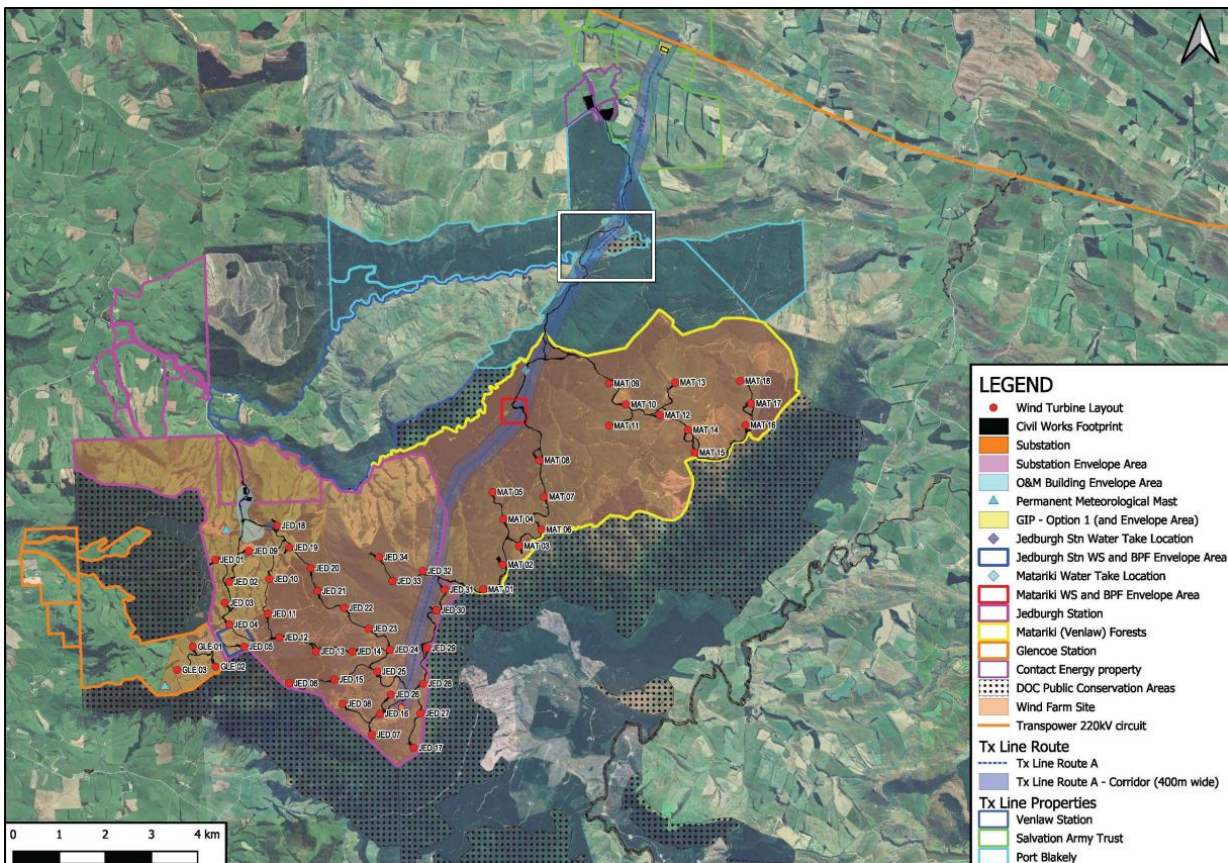 MAT 09
MAT 13
MAT 18
MAT 10
MAT 17
MAT 12
MAT 11
MAT 16
MAT 14
MAT 15
MAT 08
MAT 05
MAT 07
MAT 04
MAT 06
MAT 03
MAT 02
MAT 01
JED 18
JED 09
JED 19
JED 34
JED 01
JED 20
JED 32
JED 02
JED 10
JED 33
JED 21
JED 31
JED 03
JED 22
JED 30
JED 11
JED 04
JED 23
JED 12
GLE 01
JED 05
JED 13
JED 14
JED 24
JED 29
GLE 03
GLE 02
JED 25
JED 06
JED 15
JED 28
JED 26
JED 08
JED 16
JED 27
JED 07
JED 17
LEGEND
Wind Turbine Layout
Civil Works Footprint
Substation
Substation Envelope Area
O&M Building Envelope Area
Permanent Meteorological Mast
GIP - Option 1 (and Envelope Area)
Jedburgh Stn Water Take Location
Jedburgh Stn WS and BPF Envelope Area
Matariki Water Take Location
Matariki WS and BPF Envelope Area
Jedburgh Station
Matariki (Venlaw) Forests
Glencoe Station
Contact Energy property
DOC Public Conservation Areas
Wind Farm Site
Transpower 220kV circuit
Tx Line Route
Tx Line Route A
Tx Line Route A - Corridor (400m wide)
Tx Line Properties
Venlaw Station
Salvation Army Trust
Port Blakely
0 1 2 3 4 km